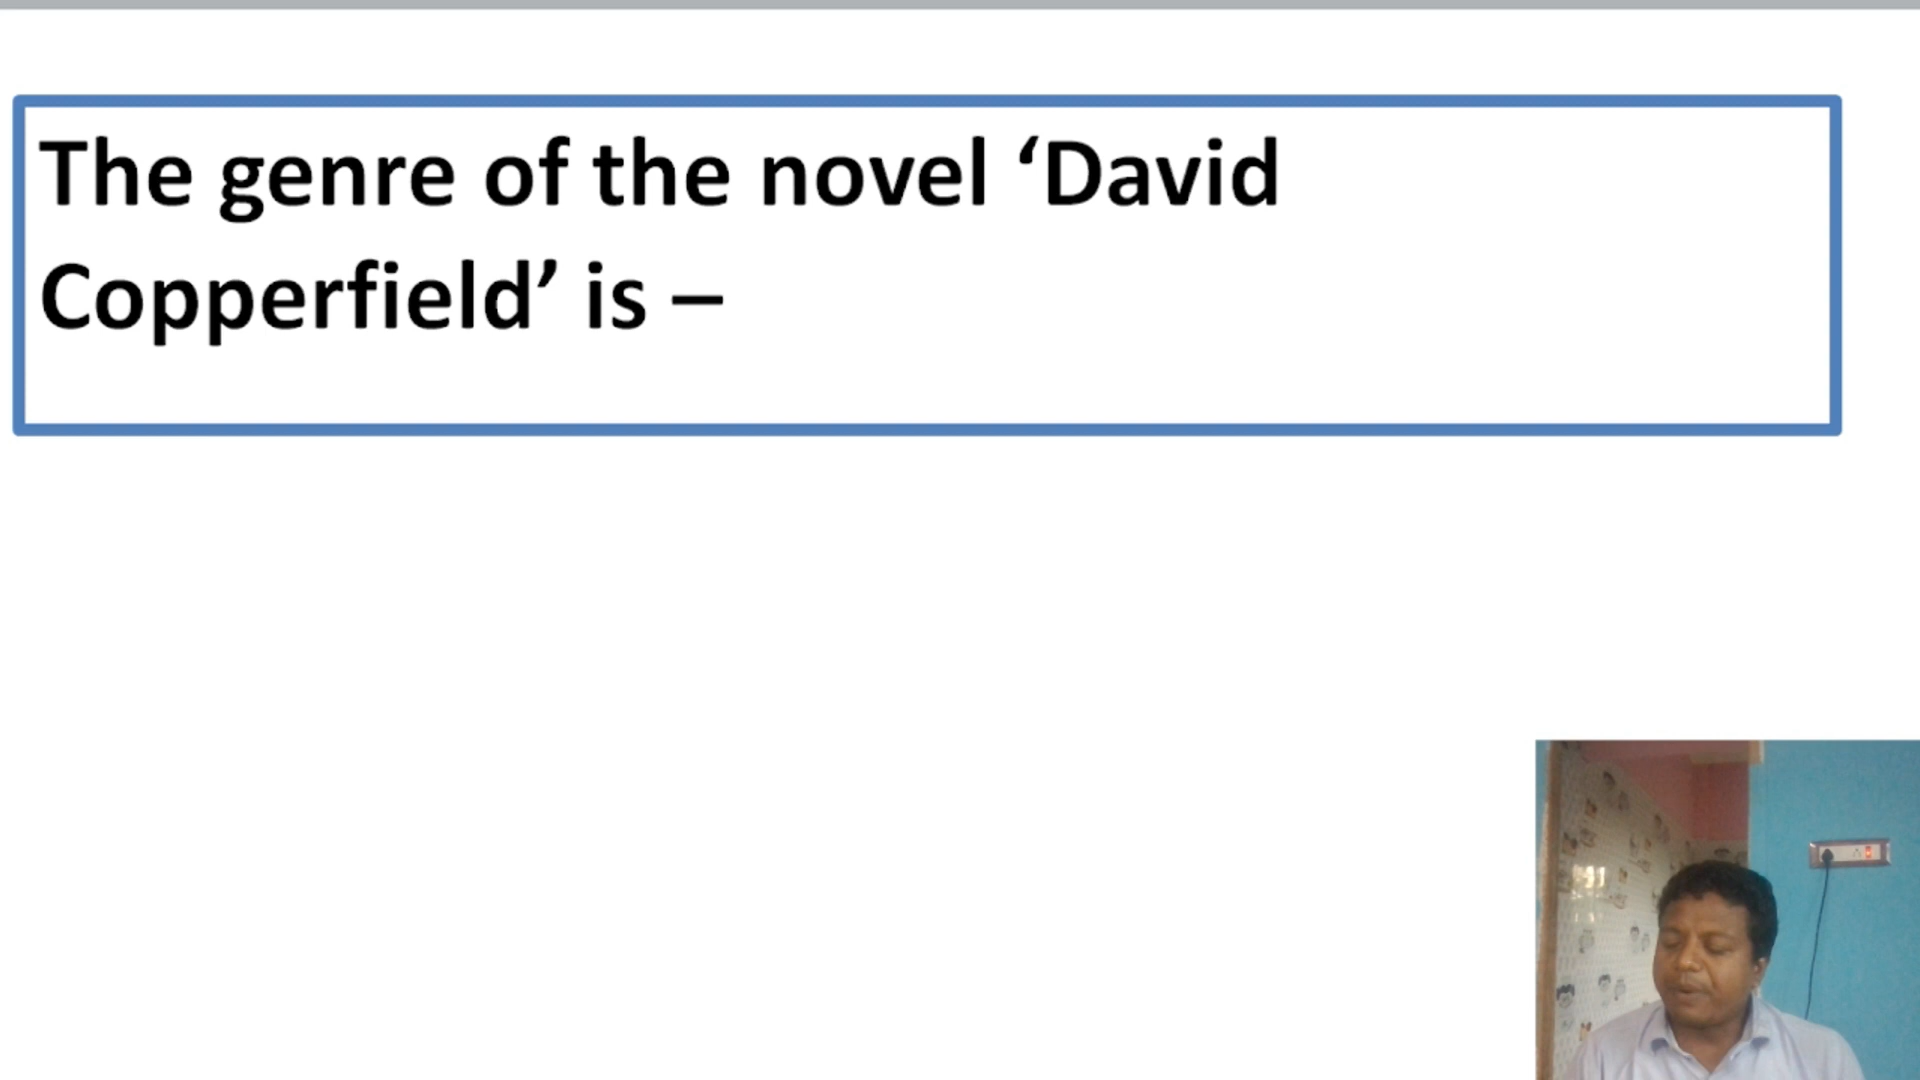 The genre of the novel ‘David
Copperfield’ is –